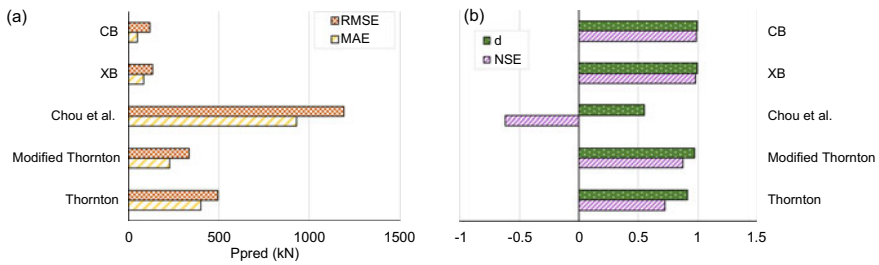 (a)
RMSE
MAE
CB
XB
Chou et al.
Modified Thornton
Thornton
0 500 1000 1500
Ppred (kN)
(b)
d
NSE
CB
XB
Chou et al.
Modified Thornton
Thornton
-1 -0.5 0 0.5 1 1.5